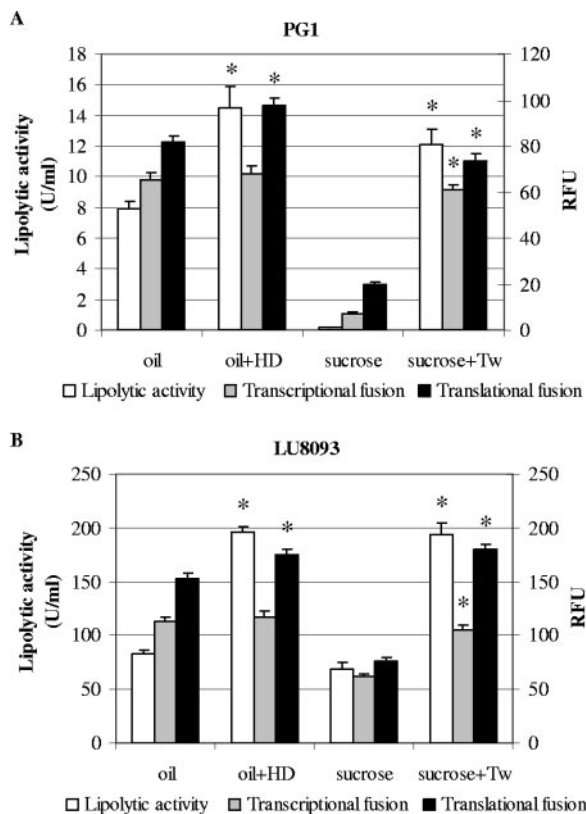 A
PG1
18 120
16 100
14
12 80
10
8 60
6 40
4
2 20
0 0
Lipolytic activity
(U/ml)
RFU
oil oil+HD sucrose sucrose+Tw
* * * * *
Lipolytic activity Transcriptional fusion Translational fusion
B
LU8093
250 250
200 200
150 150
100 100
50 50
0 0
Lipolytic activity
(U/ml)
RFU
oil oil+HD sucrose sucrose+Tw
* * * * *
Lipolytic activity Transcriptional fusion Translational fusion